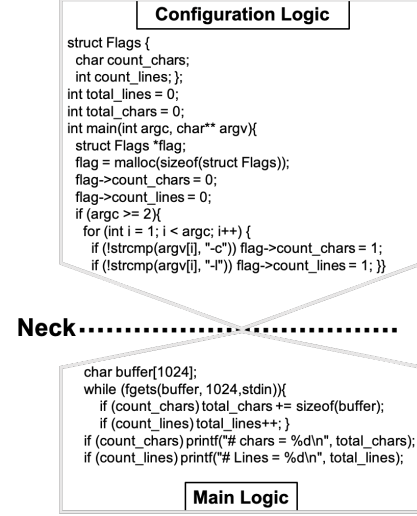 Configuration Logic
struct Flags {
char count_chars;
int count_lines; };
int total_lines = 0;
int total_chars = 0;
int main(int argc, char** argv){
struct Flags *flag;
flag = malloc(sizeof(struct Flags));
flag->count_chars = 0;
flag->count_lines = 0;
if (argc >= 2){
for (int i = 1; i < argc; i++) {
if (!strcmp(argv[i], "-c")) flag->count_chars = 1;
if (!strcmp(argv[i], "-l")) flag->count_lines = 1; }}
Neck
char buffer[1024];
while (fgets(buffer, 1024,stdin)){
if (count_chars) total_chars += sizeof(buffer);
if (count_lines) total_lines++; }
if (count_chars) printf("# chars = %d\n", total_chars);
if (count_lines) printf("# Lines = %d\n", total_lines);
Main Logic